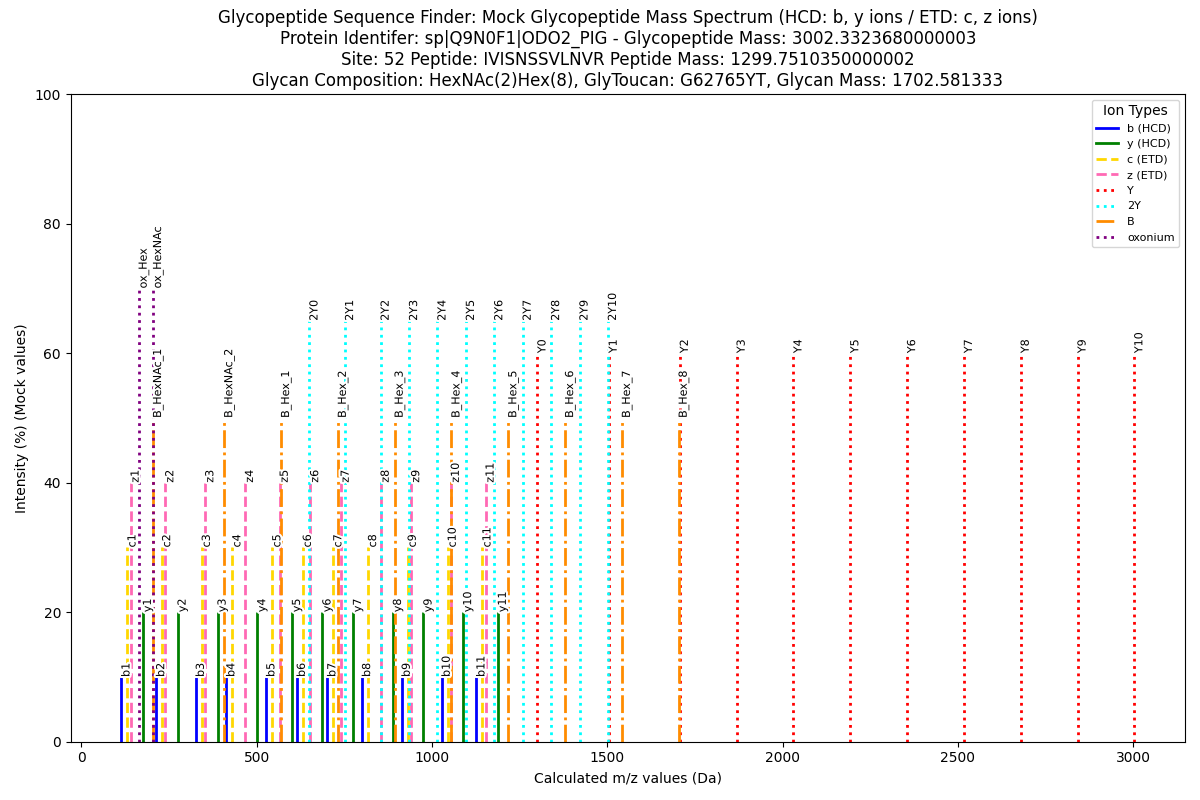 Glycopeptide Sequence Finder: Mock Glycopeptide Mass Spectrum (HCD: b, y ions / ETD: c, z ions)
Protein Identifer: sp|Q9N0F1|ODO2_PIG - Glycopeptide Mass: 3002.3323680000003
Site: 52 Peptide: IVISNSSVLNVR Peptide Mass: 1299.7510350000002
Glycan Composition: HexNAc(2)Hex(8), GlyToucan: G62765YT, Glycan Mass: 1702.581333
100
80
60
40
20
0
Intensity (%) (Mock values)
Ion Types
b (HCD)
y (HCD)
c (ETD)
z (ETD)
Y
2Y
B
oxonium
ox_Hex
ox_HexNAc
2Y0
2Y1
2Y2
2Y3
2Y4
2Y5
2Y6
2Y7
2Y8
2Y9
2Y10
Y0
Y1
Y2
Y3
Y4
Y5
Y6
Y7
Y8
Y9
Y10
B_HexNAc_1
B_HexNAc_2
B_Hex_1
B_Hex_2
B_Hex_3
B_Hex_4
B_Hex_5
B_Hex_6
B_Hex_7
B_Hex_8
z1
z2
z3
z4
z5
z6
z7
z8
z9
z10
z11
c1
c2
c3
c4
c5
c6
c7
c8
c9
c10
c11
y1
y2
y3
y4
y5
y6
y7
y8
y9
y10
y11
b1
b2
b3
b4
b5
b6
b7
b8
b9
b10
b11
0
500
1000
1500
2000
2500
3000
Calculated m/z values (Da)